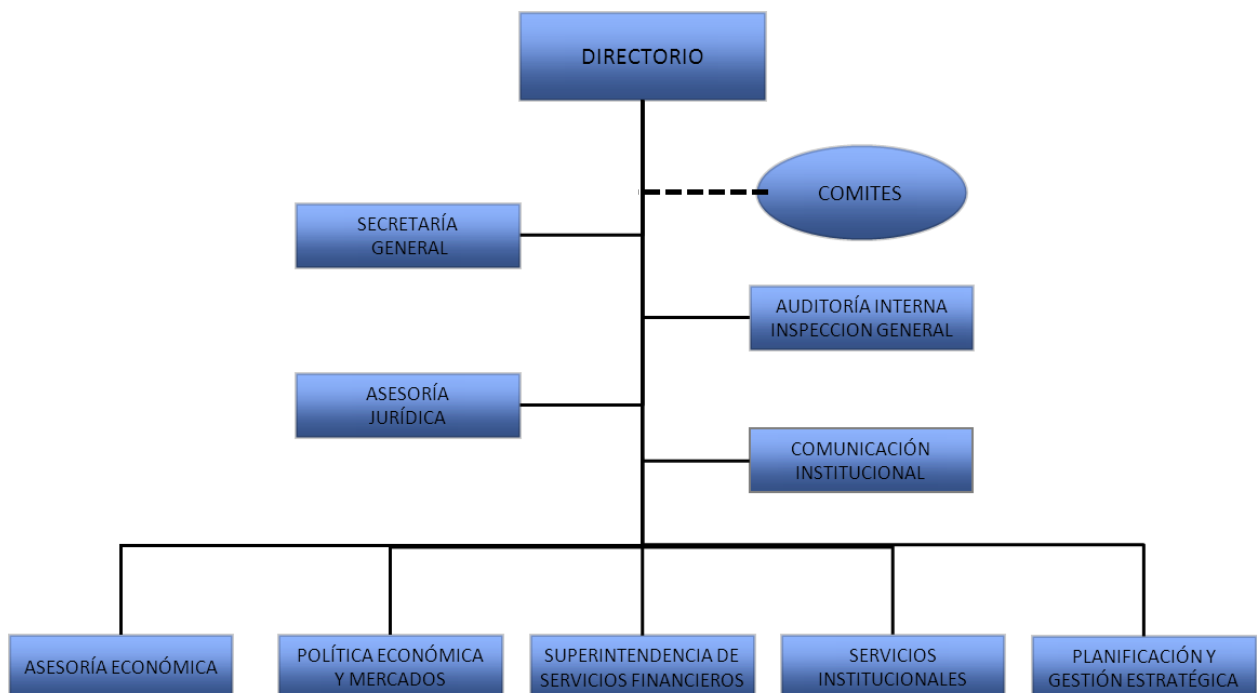 DIRECTORIO
COMITES
SECRETARÍA
GENERAL
AUDITORÍA INTERNA
INSPECCION GENERAL
ASESORÍA
JURÍDICA
COMUNICACIÓN
INSTITUCIONAL
ASESORÍA ECONÓMICA
POLÍTICA ECONÓMICA
Y MERCADOS
SUPERINTENDENCIA DE
SERVICIOS FINANCIEROS
SERVICIOS
INSTITUCIONALES
PLANIFICACIÓN Y
GESTIÓN ESTRATÉGICA